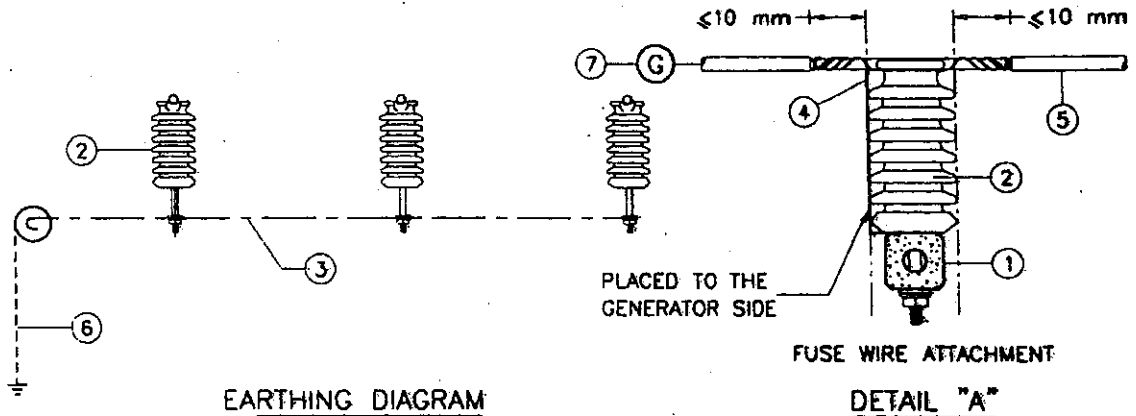 ≤10 mm
≤10 mm
7
G
4
5
2
2
3
1
PLACED TO THE
GENERATOR SIDE
6
FUSE WIRE ATTACHMENT
EARTHING DIAGRAM
DETAIL "A"